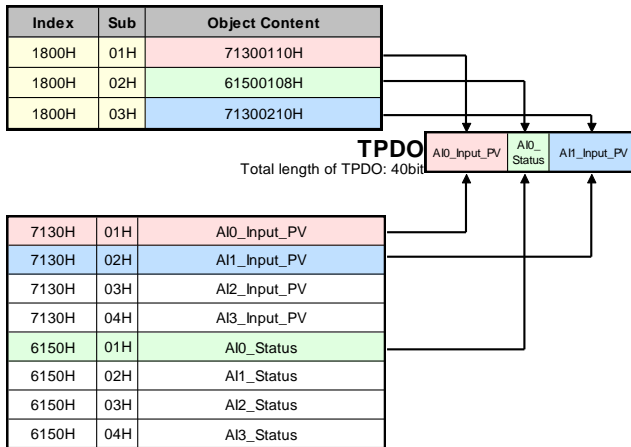 Index Sub Object Content
1800H 01H 71300110H
1800H 02H 61500108H
1800H 03H 71300210H
TPDO
Total length of TPDO: 40bit
AI0_Input_PV AI0_ Status AI1_Input_PV
7130H 01H AI0_Input_PV
7130H 02H AI1_Input_PV
7130H 03H AI2_Input_PV
7130H 04H AI3_Input_PV
6150H 01H AI0_Status
6150H 02H AI1_Status
6150H 03H AI2_Status
6150H 04H AI3_Status